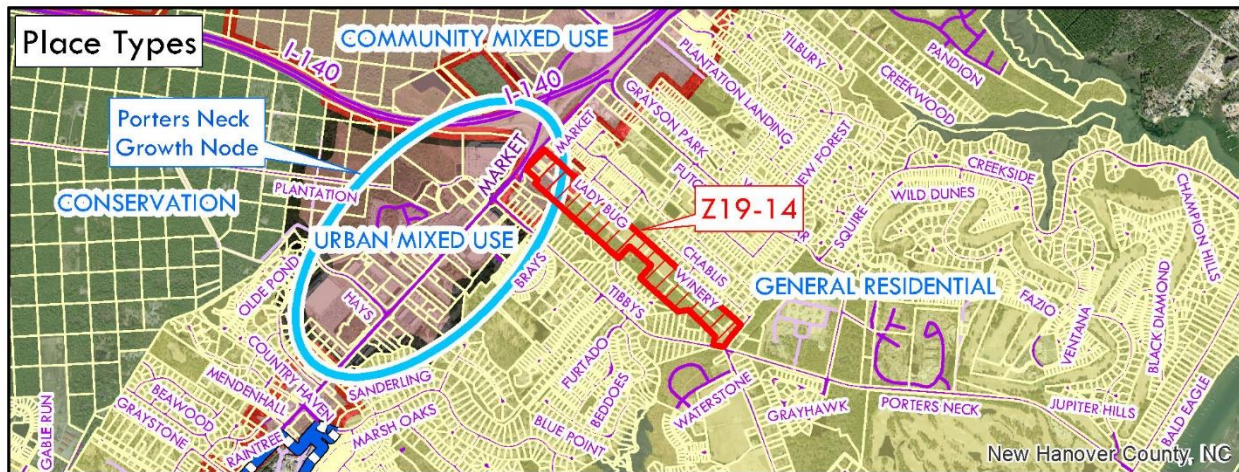 Place Types
I-140
COMMUNITY MIXED USE
I-140
Porters Neck
Growth Node
PLANTATION
CONSERVATION
MARKET
MARKET
URBAN MIXED USE
OLDE POND
HAYS
BRAYS
LADY BUG
Z19-14
GRAYSON PARK
PLANTATION LANDING
TILBURY
CREEKWOOD
PANDION
NEW FOREST
SQUIRE
WILD DUNES
CREEKSIDE
CHAMPION HILLS
CHABLIS
WINERY
GENERAL RESIDENTIAL
TIBBYS
FURTADO
BEDDOES
FAZIO
VENTANA
BLACK DIAMOND
COUNTRY HAVEN
SANDERLING
MENDENHALL
BEAWOOD
GRAYSTONE
GABLE RUN
RAINTREE
MARSH OAKS
BLUE POINT
WATERSTONE
GRAYHAWK
PORTERS NECK
JUPITER HILLS
BALD EAGLE
New Hanover County, NC